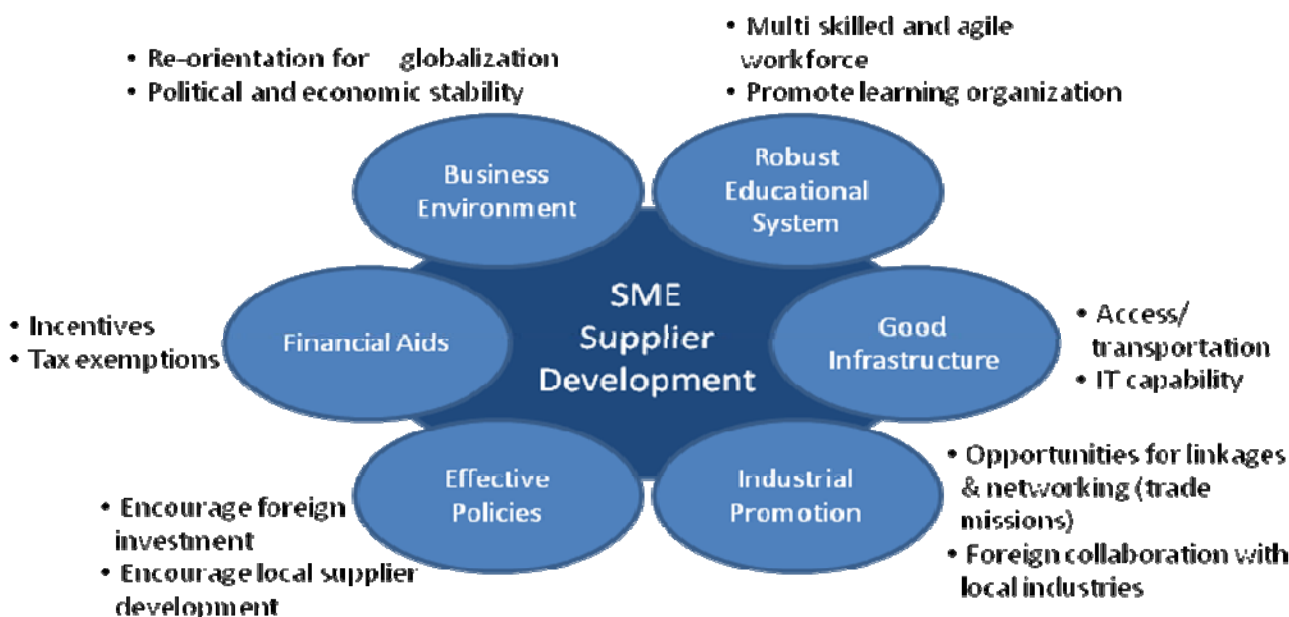 • Re-orientation for globalization
• Political and economic stability
• Multi skilled and agile
workforce
• Promote learning organization
Business
Environment
Robust
Educational
System
• Incentives
• Tax exemptions
Financial Aids
SME
Supplier
Development
Good
Infrastructure
• Access/
transportation
• IT capability
Effective
Policies
Industrial
Promotion
• Encourage foreign
investment
• Encourage local supplier
development
• Opportunities for linkages
& networking (trade
missions)
• Foreign collaboration with
local industries